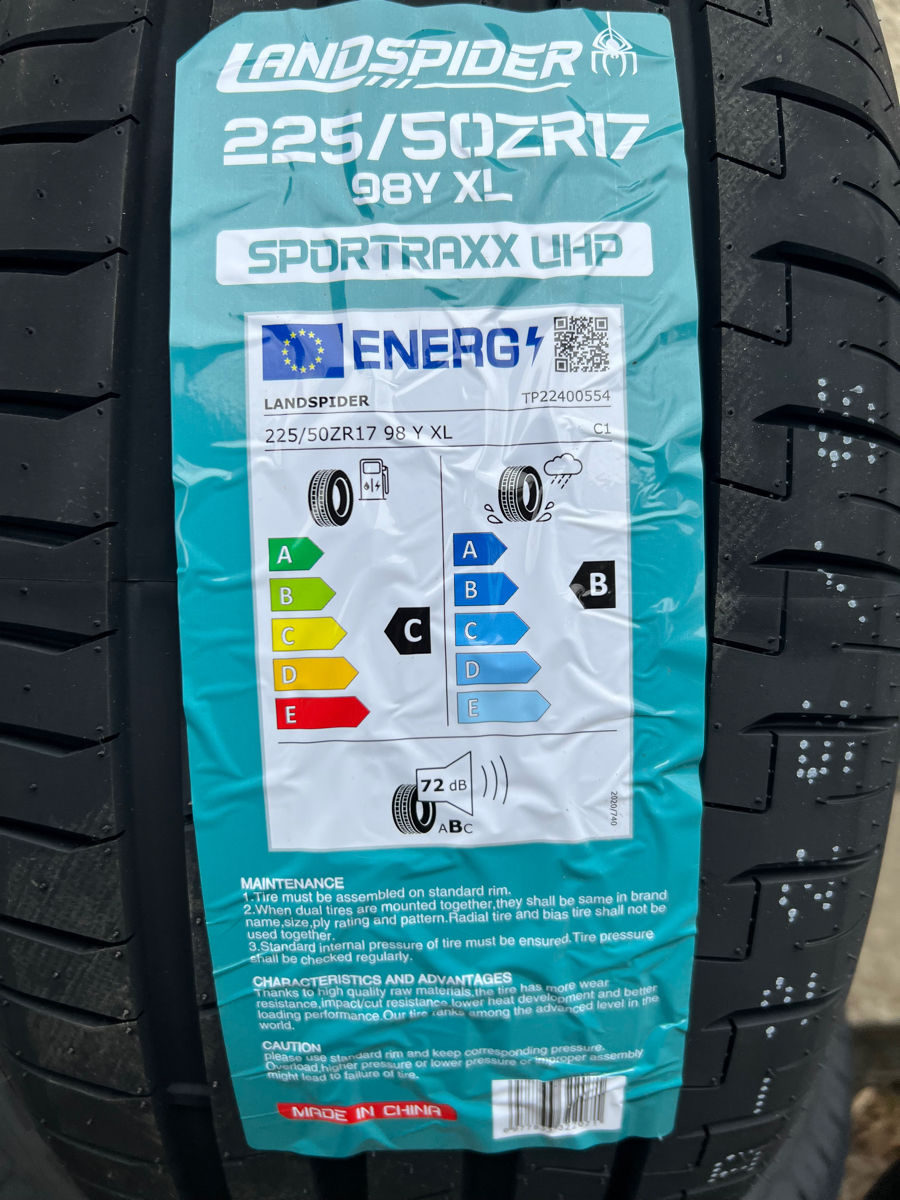 LANDSPIDER
225/50ZR17
98Y XL
SPORTRAXX UHP
ENERG
LANDSPIDER TP22400554
225/50ZR17 98 Y XL C1
A A
B B B
C C C
D D
E E
72 dB
ABC
2020/740
MAINTENANCE
1.Tire must be assembled on standard rim.
2.When dual tires are mounted together,they shall be same in brand
name,size,ply rating and pattern.Radial tire and bias tire shall not be
used together.
3.Standard internal pressure of tire must be ensured.Tire pressure
shall be checked regularly.
CHARACTERISTICS AND ADVANTAGES
Thanks to high quality raw materials,the tire has more wear
resistance,impact/cut resistance lower heat development and better
loading performance.Our tire ranks among the advanced level in the
world.
CAUTION
please use standard rim and keep corresponding pressure.
Overload,higher pressure or lower pressure or improper assembly
might lead to failure of tire.
MADE IN CHINA